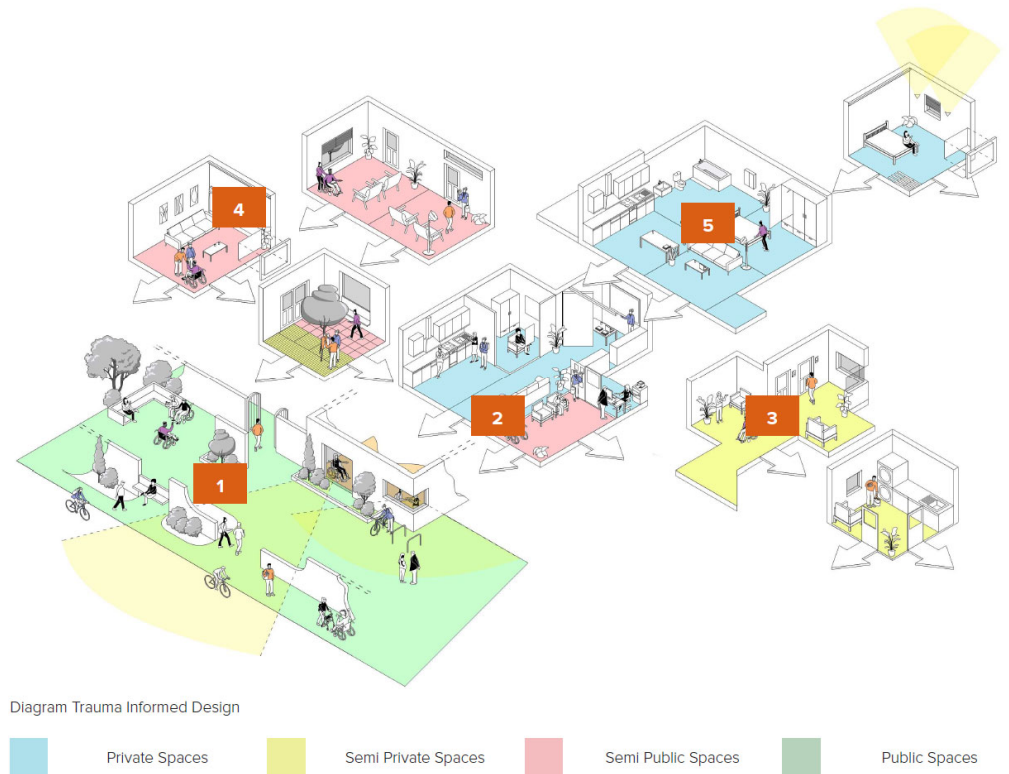 4
5
2
3
1
Diagram Trauma Informed Design
Private Spaces
Semi Private Spaces
Semi Public Spaces
Public Spaces